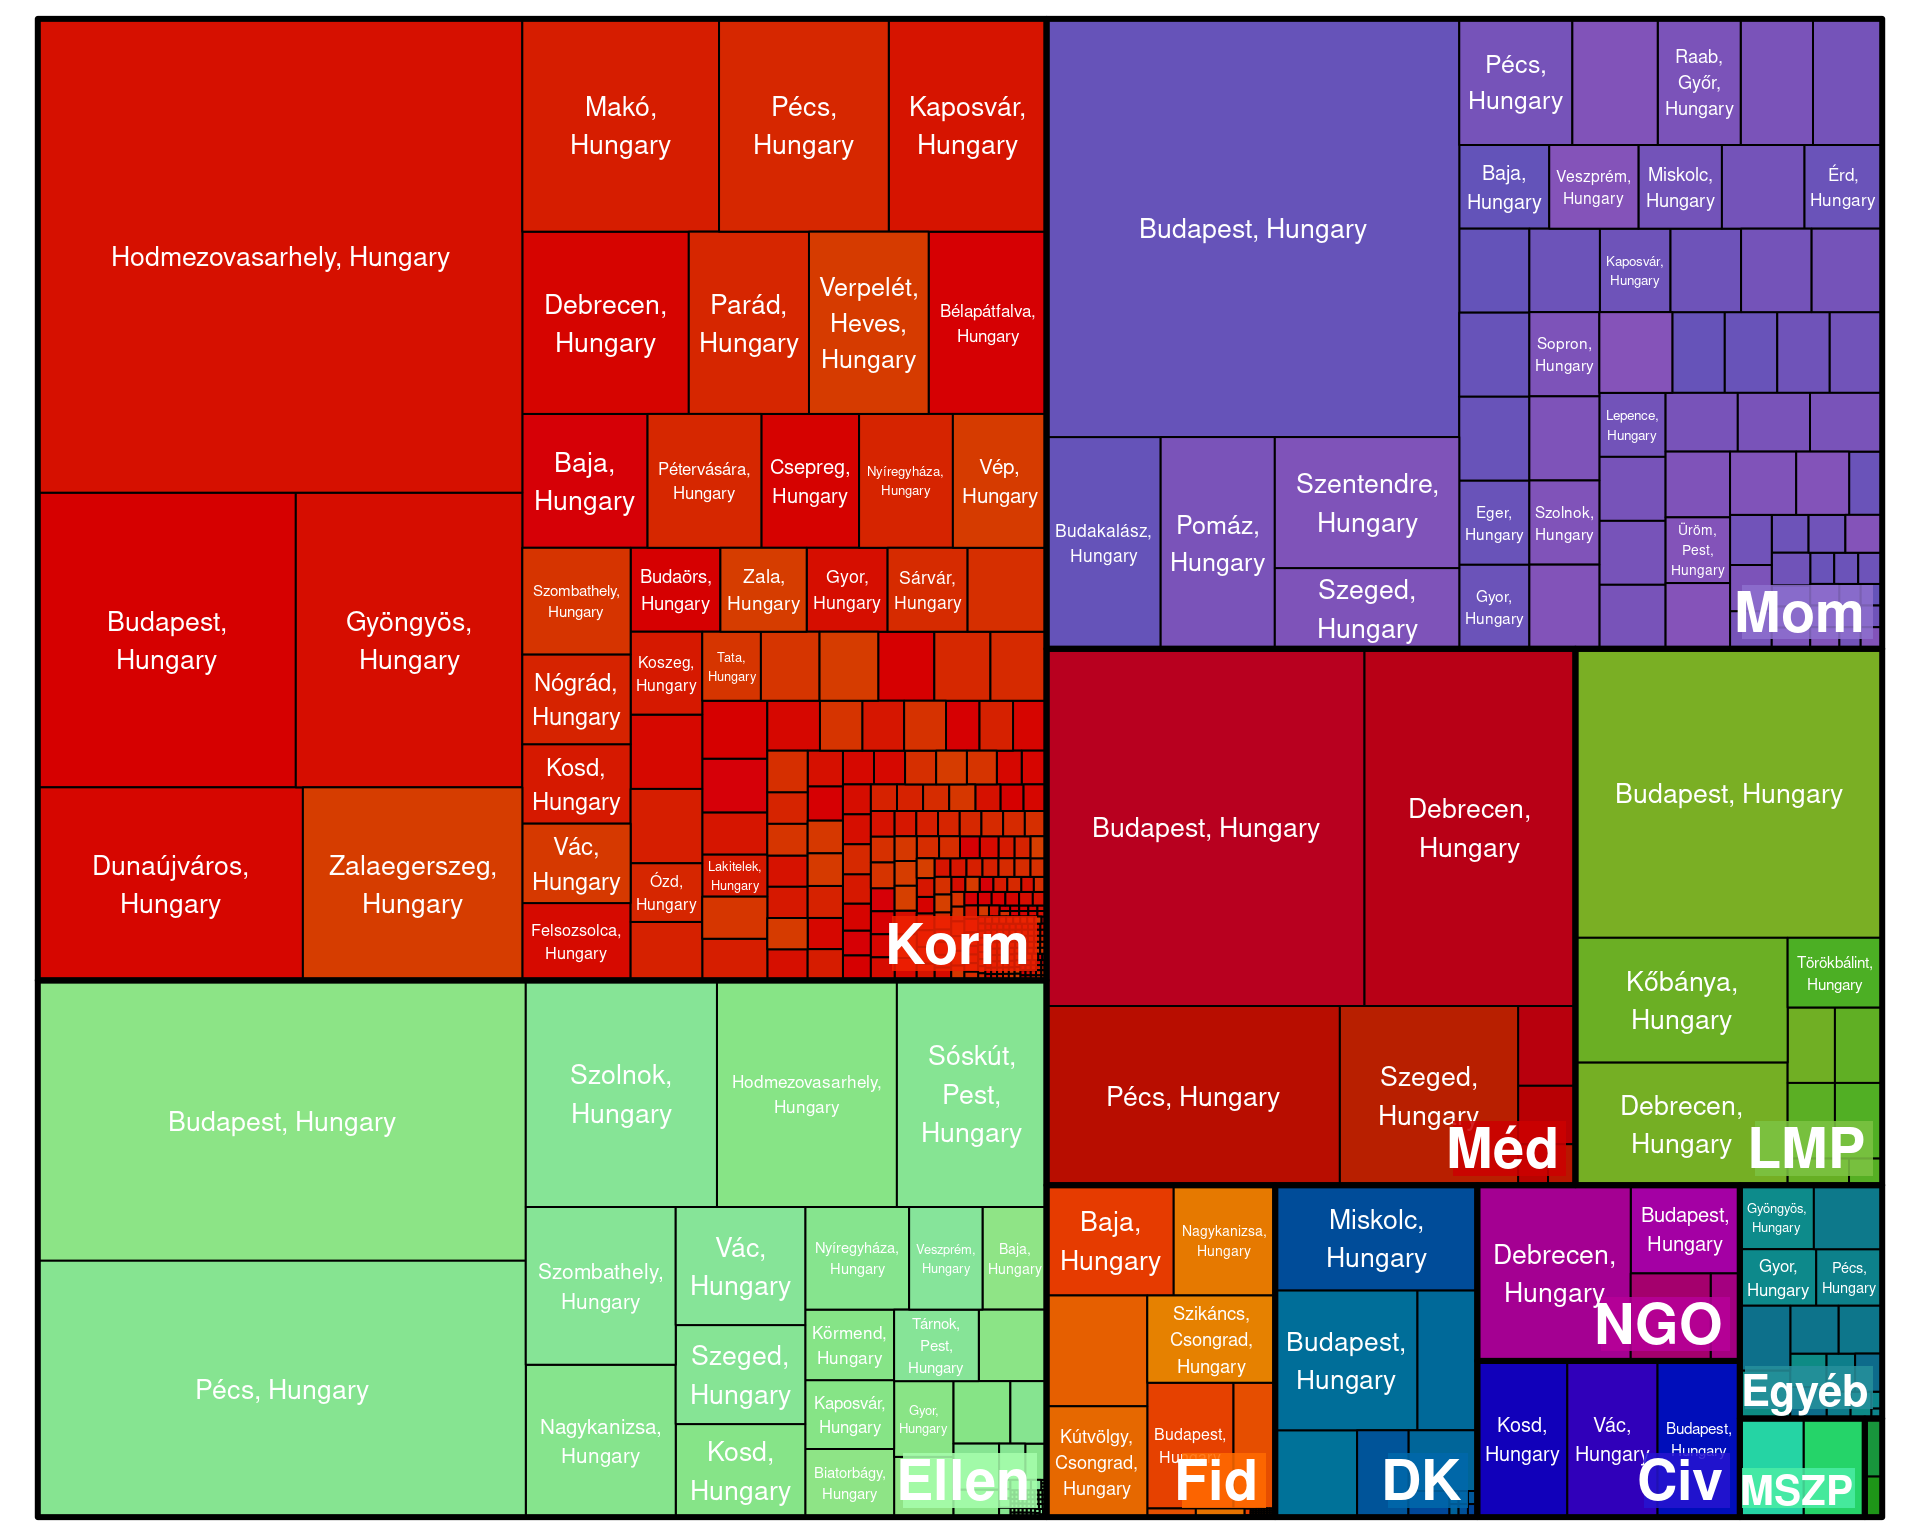 Hodmezovasarhely, Hungary
Makó,
Hungary
Pécs,
Hungary
Kaposvár,
Hungary
Debrecen,
Hungary
Parád,
Hungary
Verpelét,
Heves,
Hungary
Bélapátfalva,
Hungary
Baja,
Hungary
Pétervására,
Hungary
Csepreg,
Hungary
Nyíregyháza,
Hungary
Vép,
Hungary
Budapest,
Hungary
Gyöngyös,
Hungary
Szombathely,
Hungary
Budaörs,
Hungary
Zala,
Hungary
Gyor,
Hungary
Sárvár,
Hungary
Nógrád,
Hungary
Koszeg,
Hungary
Tata,
Hungary
Kosd,
Hungary
Dunaújváros,
Hungary
Zalaegerszeg,
Hungary
Vác,
Hungary
Ózd,
Hungary
Lakitelek,
Hungary
Felsozsolca,
Hungary
Korm
Budapest, Hungary
Pécs,
Hungary
Raab,
Győr,
Hungary
Baja,
Hungary
Veszprém,
Hungary
Miskolc,
Hungary
Érd,
Hungary
Kaposvár,
Hungary
Sopron,
Hungary
Lepence,
Hungary
Budakalász,
Hungary
Pomáz,
Hungary
Szentendre,
Hungary
Szeged,
Hungary
Eger,
Hungary
Szolnok,
Hungary
Üröm,
Pest,
Hungary
Gyor,
Hungary
Mom
Budapest, Hungary
Debrecen,
Hungary
Pécs, Hungary
Szeged,
Hungary
Méd
Budapest, Hungary
Kőbánya,
Hungary
Törökbálint,
Hungary
Debrecen,
Hungary
LMP
Budapest, Hungary
Pécs, Hungary
Szolnok,
Hungary
Hodmezovasarhely,
Hungary
Sóskút,
Pest,
Hungary
Szombathely,
Hungary
Vác,
Hungary
Nyíregyháza,
Hungary
Veszprém,
Hungary
Baja,
Hungary
Szeged,
Hungary
Körmend,
Hungary
Tárnok,
Pest,
Hungary
Nagykanizsa,
Hungary
Kosd,
Hungary
Kaposvár,
Hungary
Gyor,
Hungary
Biatorbágy,
Hungary
Ellen
Baja,
Hungary
Nagykanizsa,
Hungary
Szikáncs,
Csongrad,
Hungary
Kútvölgy,
Csongrad,
Hungary
Budapest,
Hungary
Fid
Miskolc,
Hungary
Budapest,
Hungary
DK
Debrecen,
Hungary
Budapest,
Hungary
NGO
Kosd,
Hungary
Vác,
Hungary
Budapest,
Hungary
Civ
Gyöngyös,
Hungary
Gyor,
Hungary
Pécs,
Hungary
Egyéb
MSZP